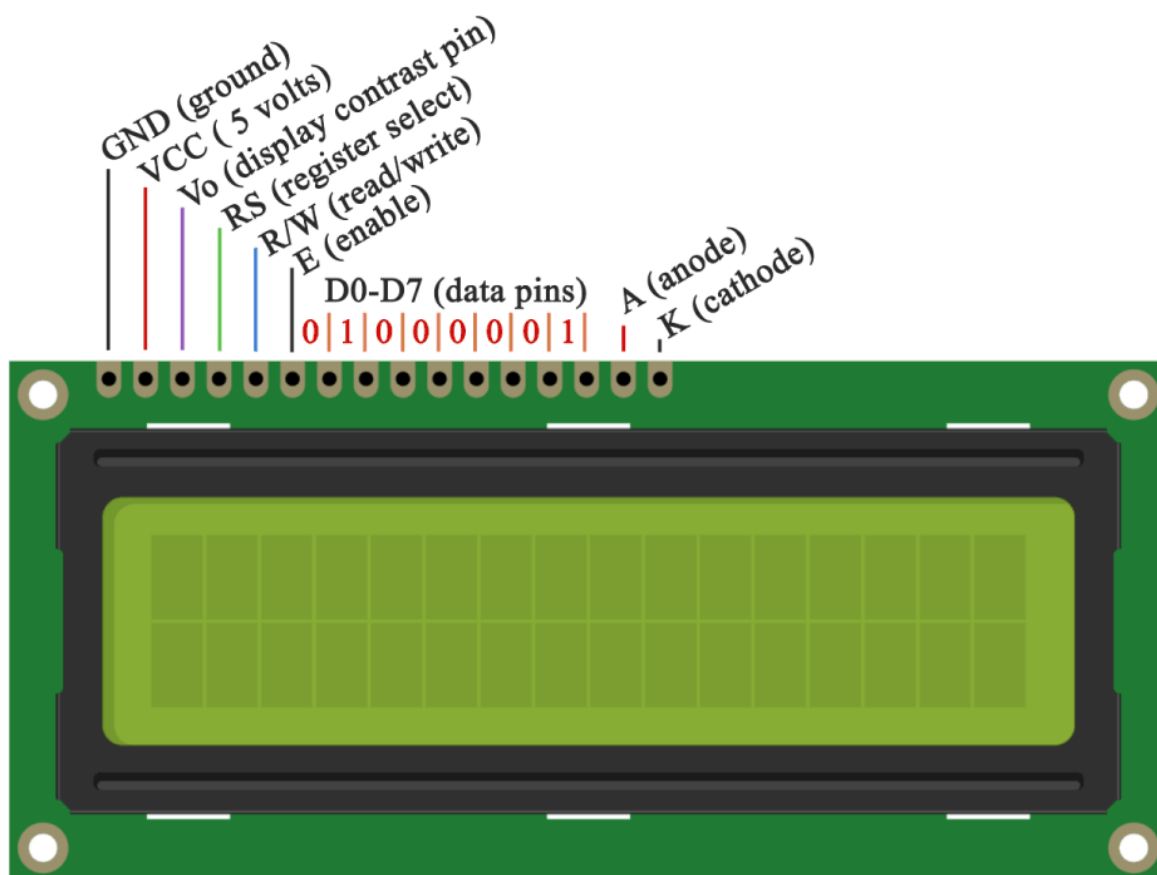 GND (ground)
VCC ( 5 volts)
Vo (display contrast pin)
RS (register select)
R/W (read/write)
E (enable)
D0-D7 (data pins)
0 1 0 0 0 0 0 1
A (anode)
K (cathode)